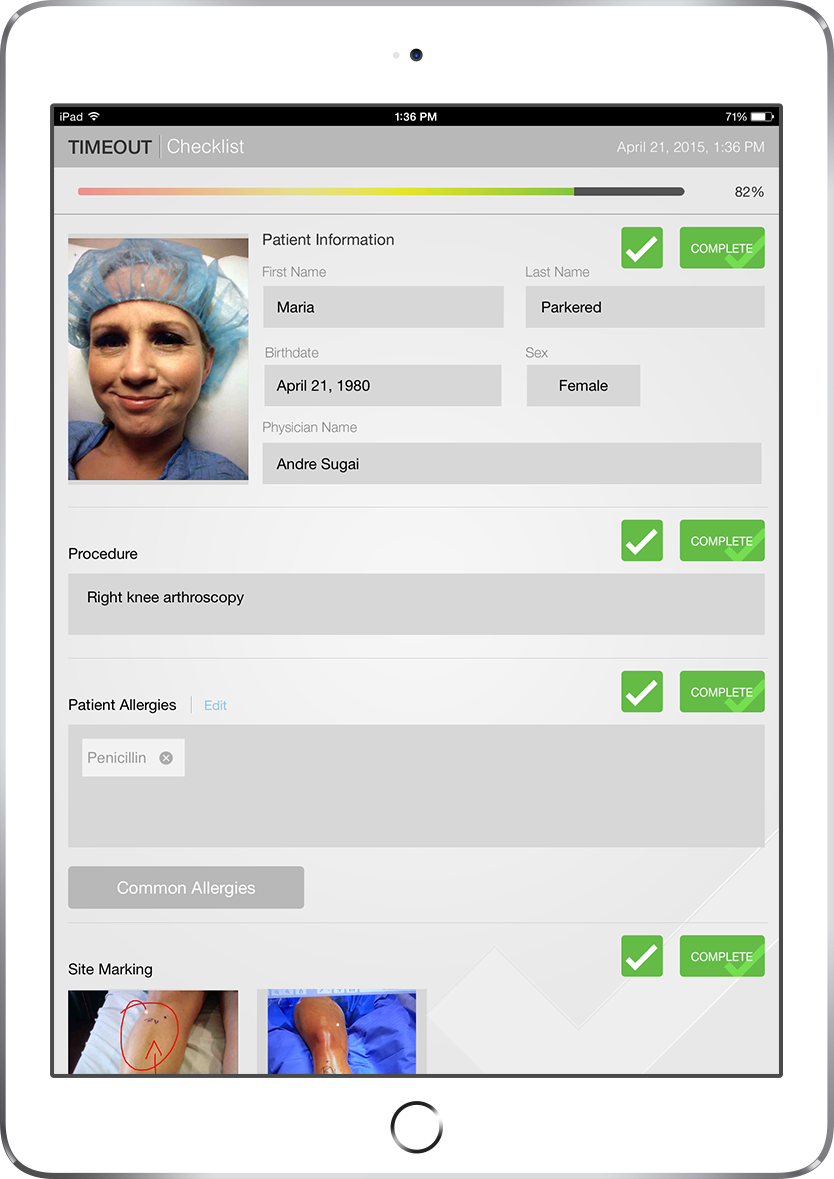 iPad 1:36 PM 71%
TIMEOUT Checklist April 21, 2015, 1:36 PM
82%
Patient Information COMPLETE
First Name Last Name
Maria Parkered
Birthdate Sex
April 21, 1980 Female
Physician Name
Andre Sugai
Procedure COMPLETE
Right knee arthroscopy
Patient Allergies Edit COMPLETE
Penicillin
Common Allergies
Site Marking COMPLETE